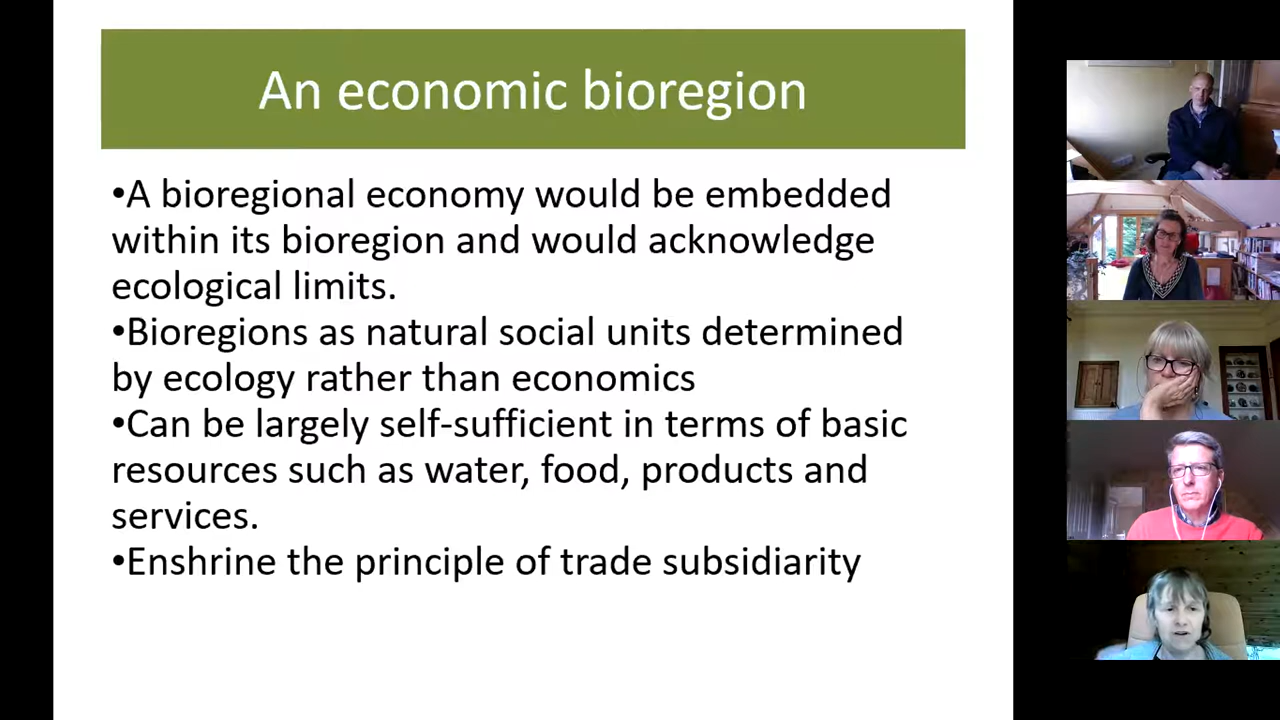 An economic bioregion
•A bioregional economy would be embedded
within its bioregion and would acknowledge
ecological limits.
•Bioregions as natural social units determined
by ecology rather than economics
•Can be largely self-sufficient in terms of basic
resources such as water, food, products and
services.
•Enshrine the principle of trade subsidiarity